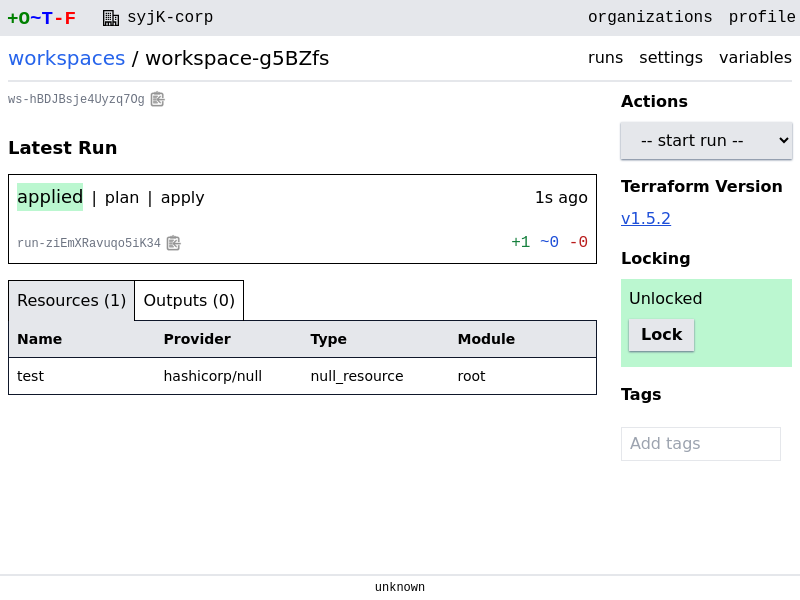 +O~T-F syjK-corp organizations profile
workspaces / workspace-g5BZfs runs settings variables
ws-hBDJBsje4Uyzq7Og
Latest Run
applied | plan | apply 1s ago
run-ziEmXRavuqo5iK34 +1 ~0 -0
Resources (1) Outputs (0)
Name Provider Type Module
test hashicorp/null null_resource root
Actions
-- start run --
Terraform Version
v1.5.2
Locking
Unlocked
Lock
Tags
Add tags
unknown